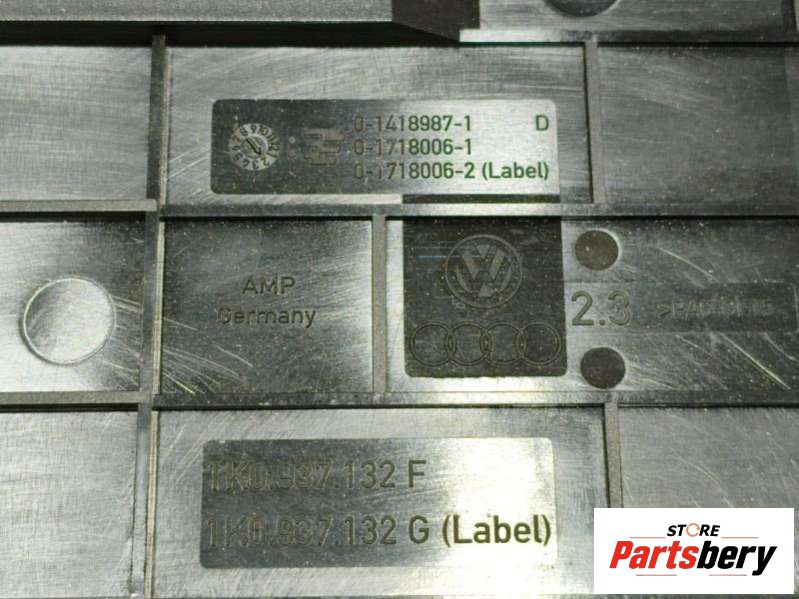 0-1418987-1 D
0-1718006-1
0-1718006-2 (Label)
AMP
Germany
2.3
1K0.937.132 F
1K0.937.132 G (Label)
STORE
Partsbery